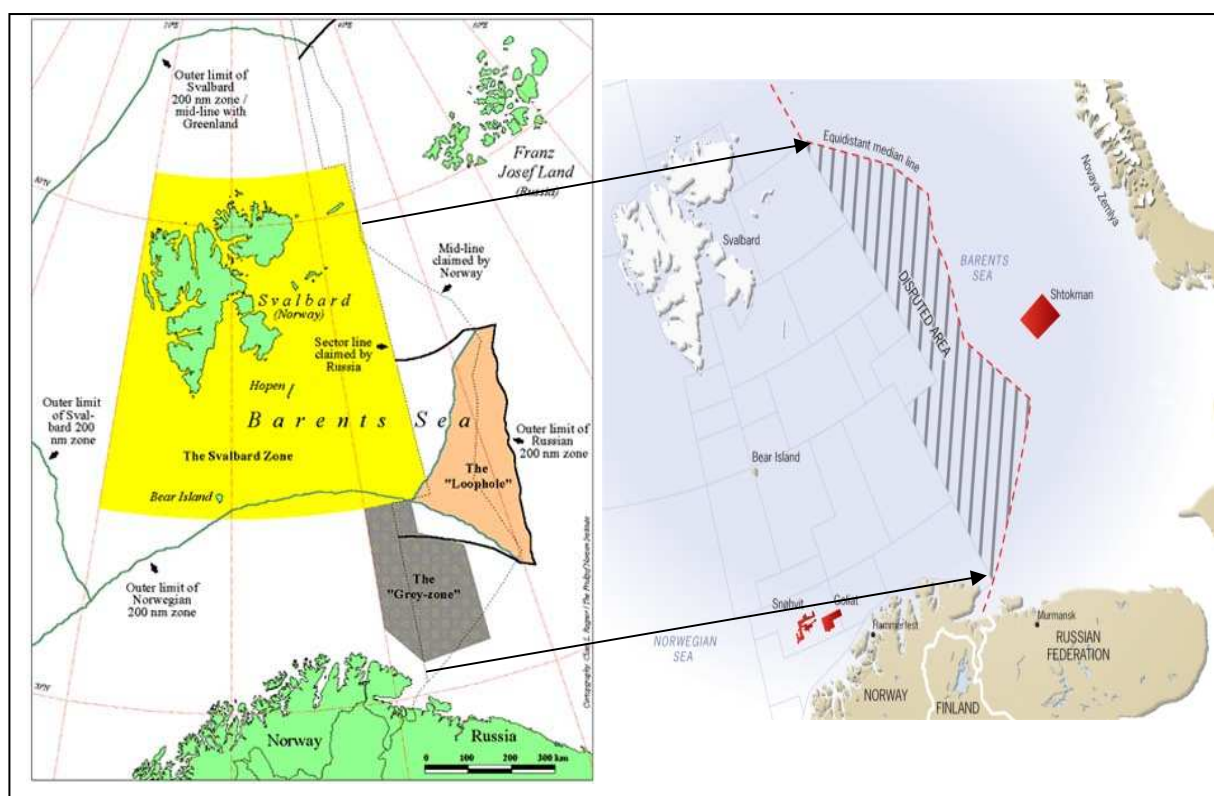 Outer limit of
Svalbard
200 nm zone /
mid-line with
Greenland
Franz
Josef Land
(Russia)
Mid-line
claimed by
Norway
Svalbard
(Norway)
Sector line
claimed by
Russia
Hopen
Barents Sea
Outer limit
of Sval-
bard 200
nm zone
The Svalbard Zone
Bear Island
The
"Loophole"
Outer limit of
Russian
200 nm zone
Outer limit of
Norwegian
200 nm zone
The
"Grey-zone"
Norway
Russia
0 100 200 300 km
Equidistant median line
Novaya Zemlya
Svalbard
BARENTS
SEA
Shtokman
DISPUTED AREA
Bear Island
Snøhvit
Goliat
Hammerfest
Murmansk
NORWEGIAN
SEA
RUSSIAN
FEDERATION
NORWAY
FINLAND